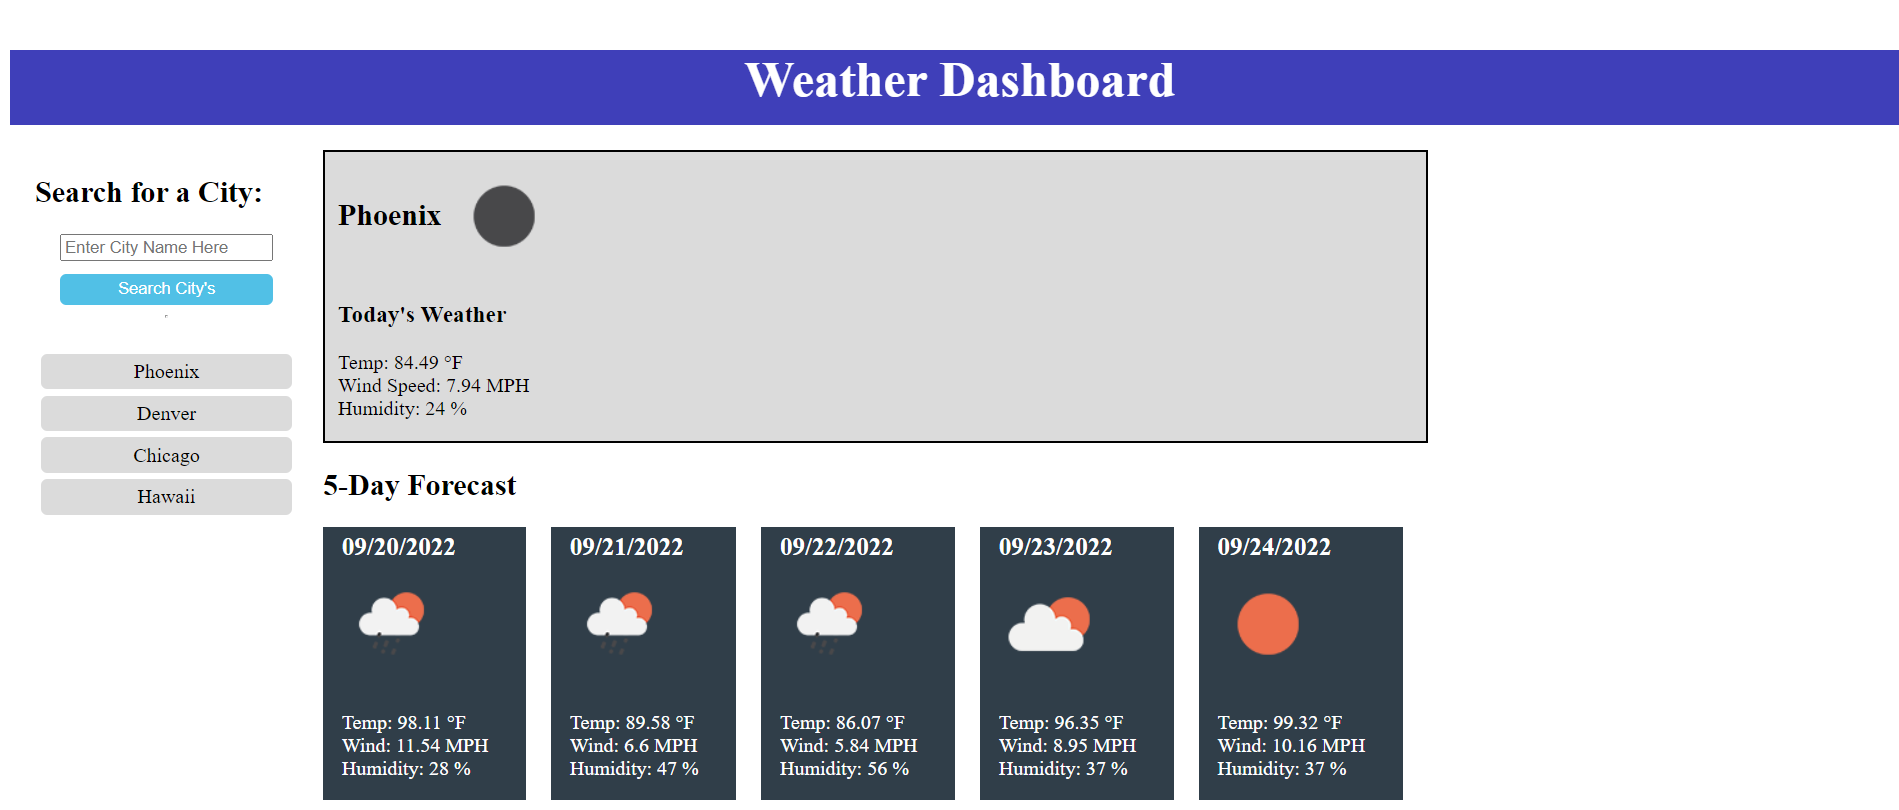 Weather Dashboard
Search for a City:
Enter City Name Here
Search City's
Phoenix
Denver
Chicago
Hawaii
Phoenix
Today's Weather
Temp: 84.49 °F
Wind Speed: 7.94 MPH
Humidity: 24 %
5-Day Forecast
09/20/2022
Temp: 98.11 °F
Wind: 11.54 MPH
Humidity: 28 %
09/21/2022
Temp: 89.58 °F
Wind: 6.6 MPH
Humidity: 47 %
09/22/2022
Temp: 86.07 °F
Wind: 5.84 MPH
Humidity: 56 %
09/23/2022
Temp: 96.35 °F
Wind: 8.95 MPH
Humidity: 37 %
09/24/2022
Temp: 99.32 °F
Wind: 10.16 MPH
Humidity: 37 %